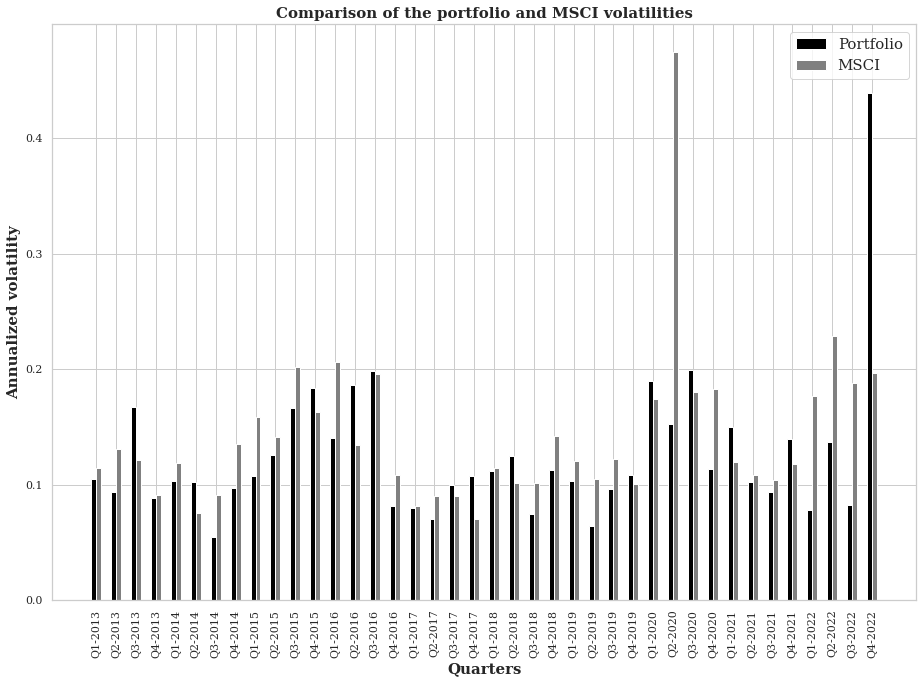 Comparison of the portfolio and MSCI volatilities
Portfolio
MSCI
Annualized volatility
0.4
0.3
0.2
0.1
0.0
Q1-2013
Q2-2013
Q3-2013
Q4-2013
Q1-2014
Q2-2014
Q3-2014
Q4-2014
Q1-2015
Q2-2015
Q3-2015
Q4-2015
Q1-2016
Q2-2016
Q3-2016
Q4-2016
Q1-2017
Q2-2017
Q3-2017
Q4-2017
Q1-2018
Q2-2018
Q3-2018
Q4-2018
Q1-2019
Q2-2019
Q3-2019
Q4-2019
Q1-2020
Q2-2020
Q3-2020
Q4-2020
Q1-2021
Q2-2021
Q3-2021
Q4-2021
Q1-2022
Q2-2022
Q3-2022
Q4-2022
Quarters